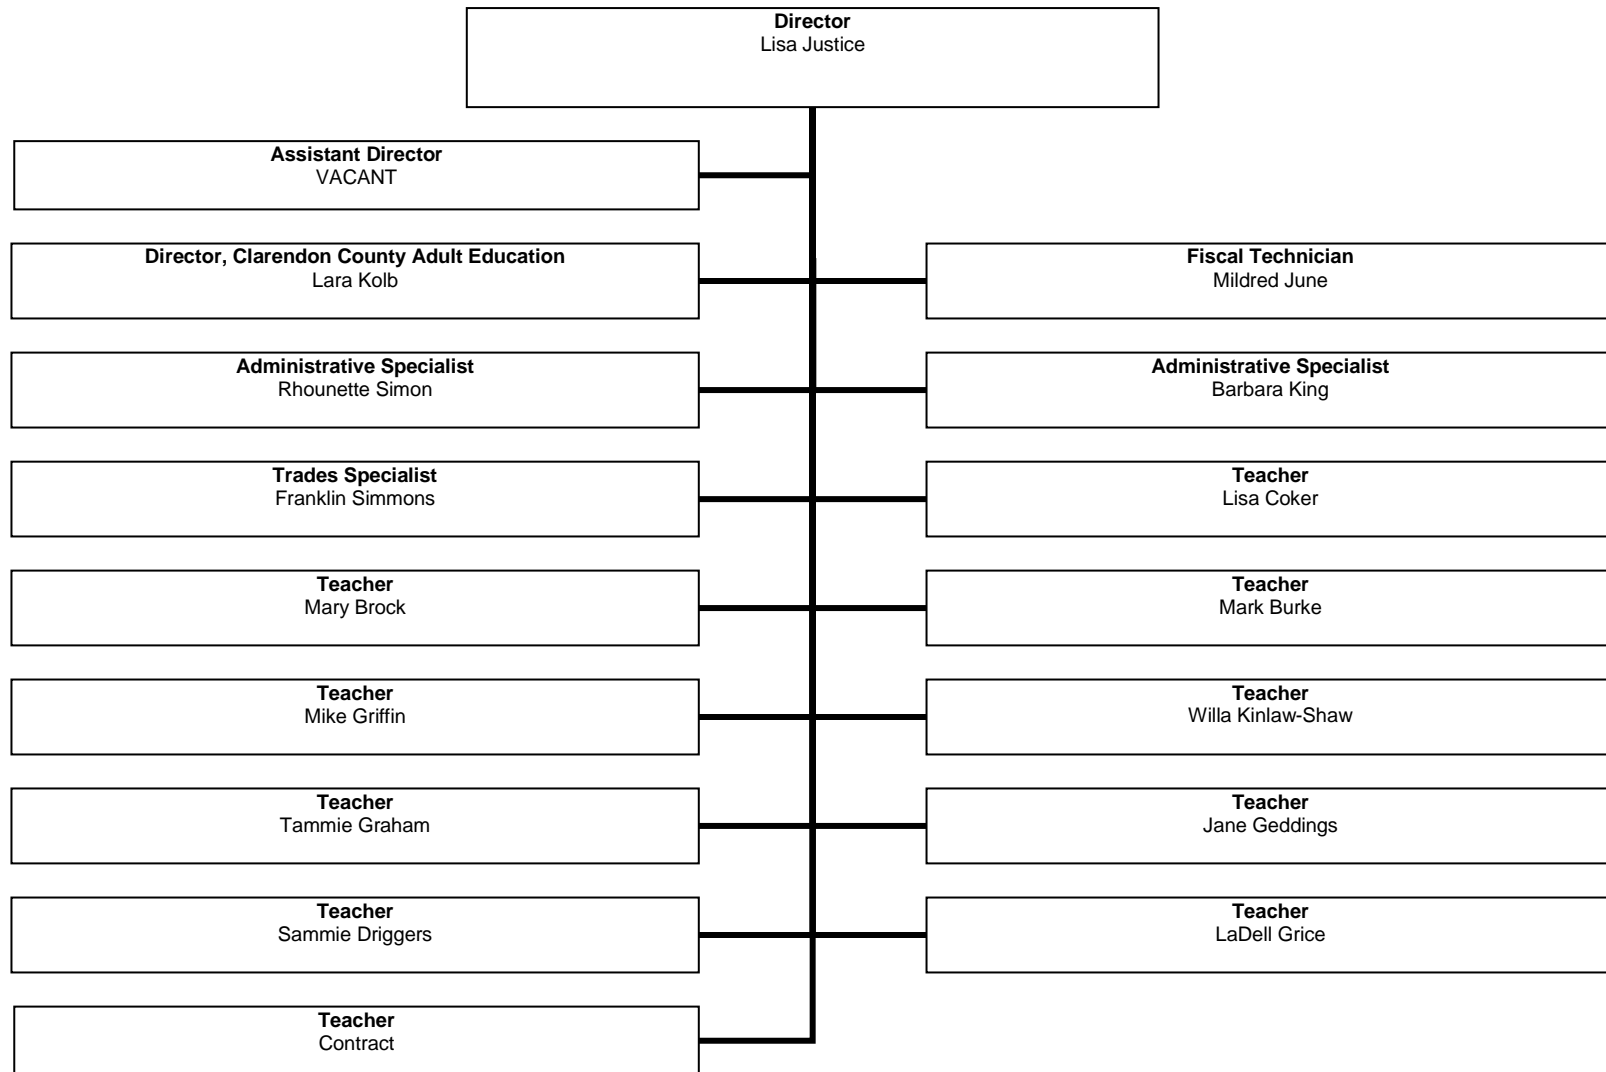 Director
Lisa Justice
Assistant Director
VACANT
Director, Clarendon County Adult Education
Lara Kolb
Fiscal Technician
Mildred June
Administrative Specialist
Rhounette Simon
Administrative Specialist
Barbara King
Trades Specialist
Franklin Simmons
Teacher
Lisa Coker
Teacher
Mary Brock
Teacher
Mark Burke
Teacher
Mike Griffin
Teacher
Willa Kinlaw-Shaw
Teacher
Tammie Graham
Teacher
Jane Geddings
Teacher
Sammie Driggers
Teacher
LaDell Grice
Teacher
Contract